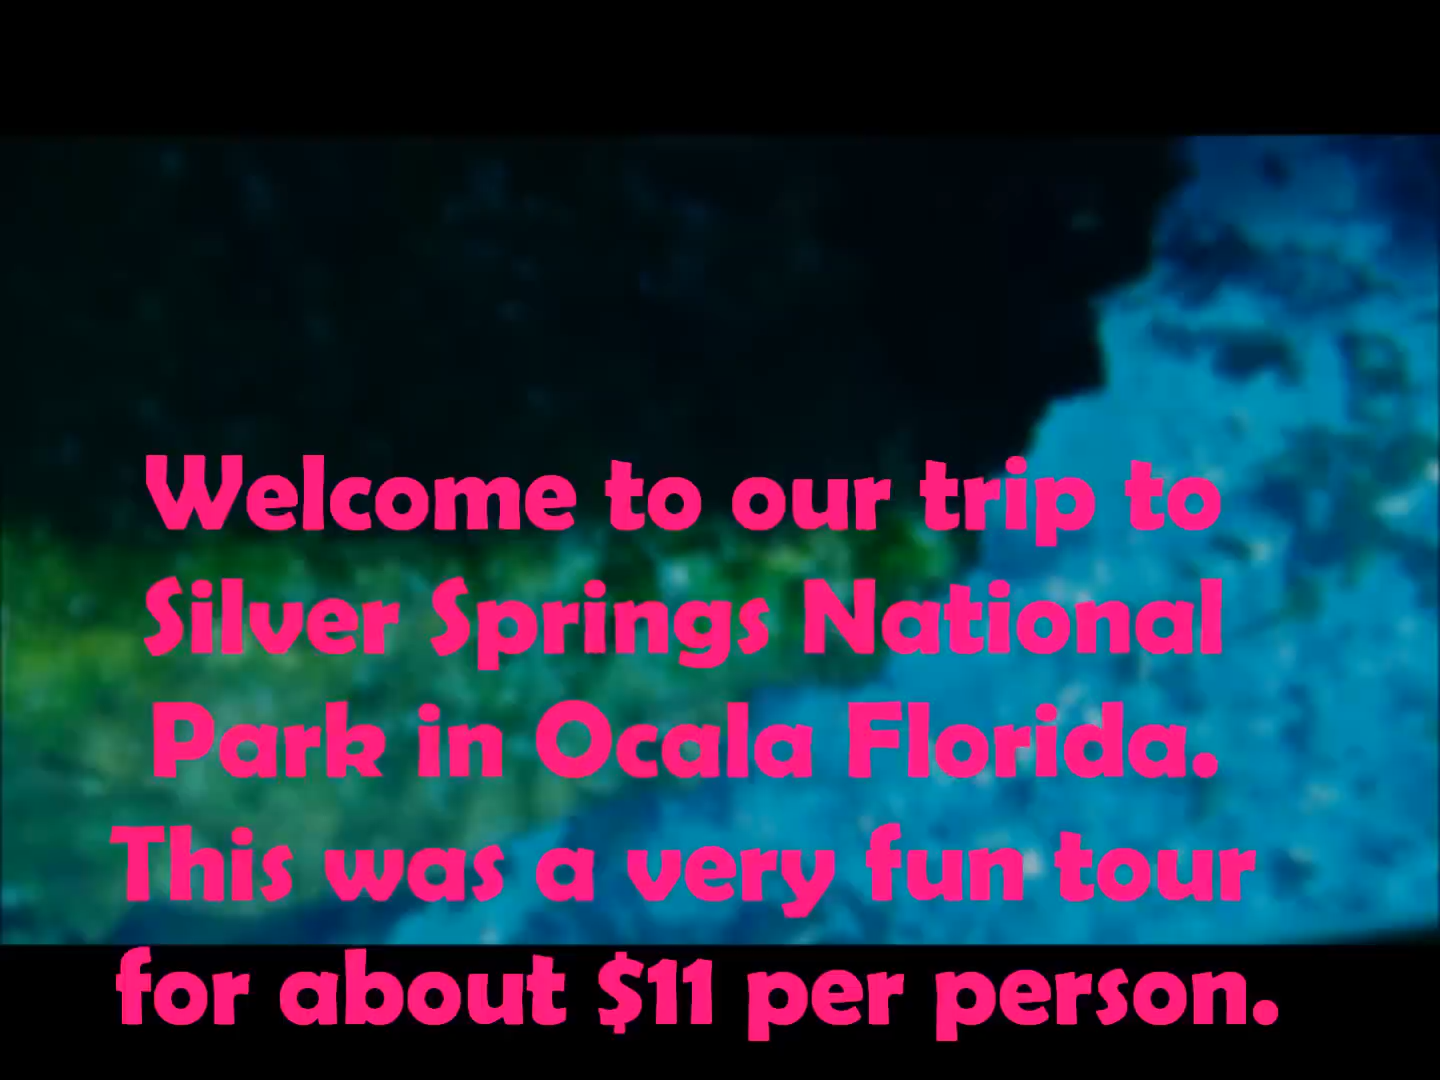 Welcome to our trip to
Silver Springs National
Park in Ocala Florida.
This was a very fun tour
for about $11 per person.